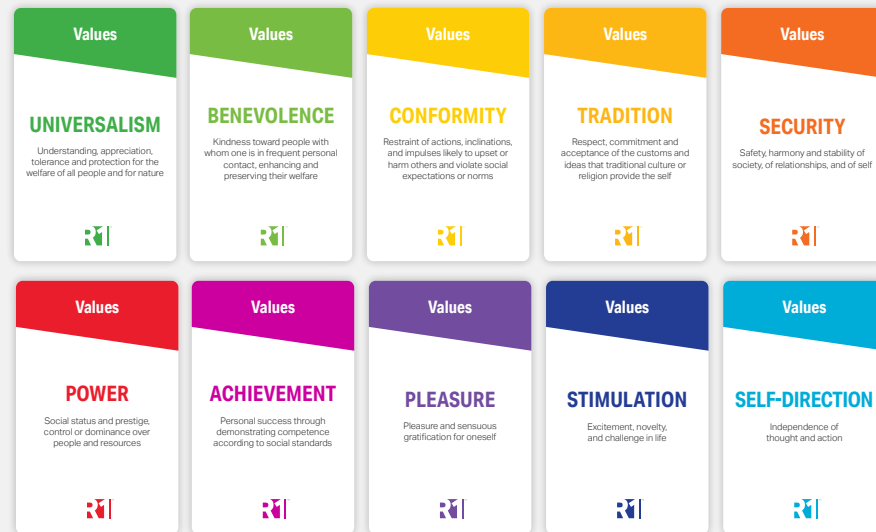 Values
UNIVERSALISM
Understanding, appreciation,
tolerance and protection for the
welfare of all people and for nature
Values
BENEVOLENCE
Kindness toward people with
whom one is in frequent personal
contact, enhancing and
preserving their welfare
Values
CONFORMITY
Restraint of actions, inclinations,
and impulses likely to upset or
harm others and violate social
expectations or norms
Values
TRADITION
Respect, commitment and
acceptance of the customs and
ideas that traditional culture or
religion provide the self
Values
SECURITY
Safety, harmony and stability of
society, of relationships, and of self
Values
POWER
Social status and prestige,
control or dominance over
people and resources
Values
ACHIEVEMENT
Personal success through
demonstrating competence
according to social standards
Values
PLEASURE
Pleasure and sensuous
gratification for oneself
Values
STIMULATION
Excitement, novelty,
and challenge in life
Values
SELF-DIRECTION
Independence of
thought and action